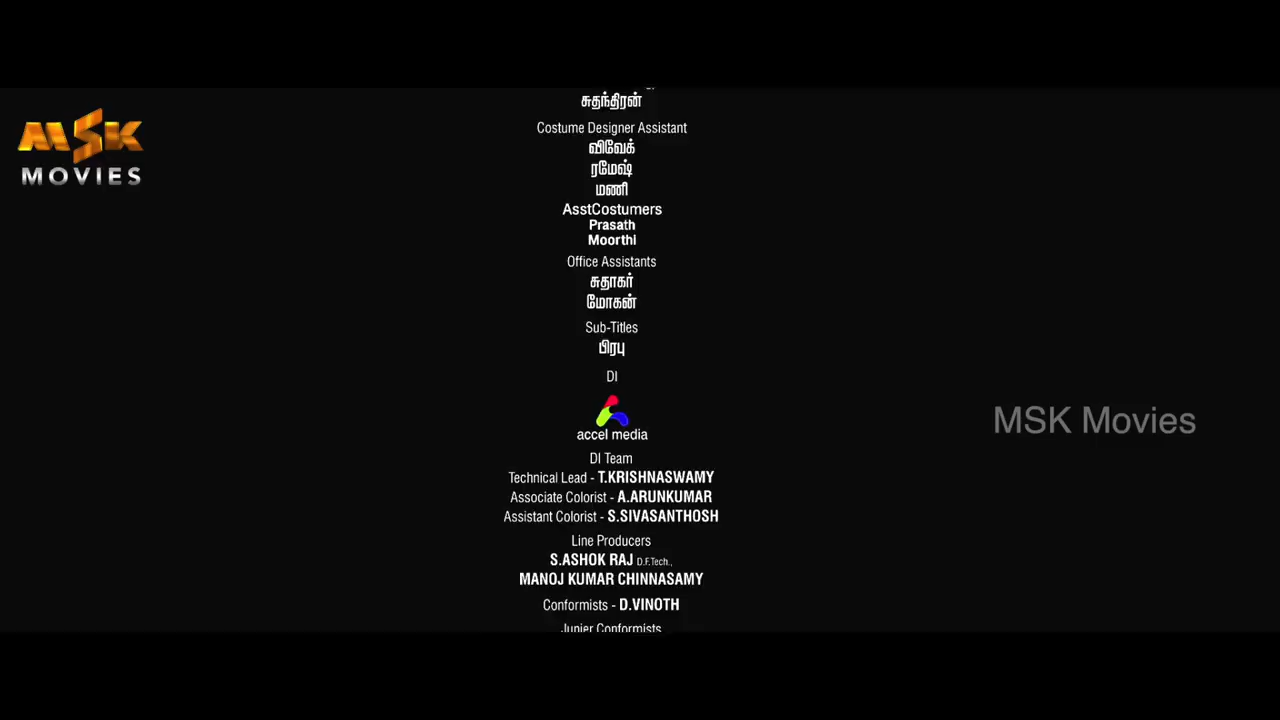 MSK
MOVIES
சுதந்திரன்
Costume Designer Assistant
விவேக்
ரமேஷ்
மணி
AsstCostumers
Prasath
Moorthi
Office Assistants
சுதாகர்
மோகன்
Sub-Titles
பிரபு
DI
accel media
MSK Movies
DI Team
Technical Lead - T.KRISHNASWAMY
Associate Colorist - A.ARUNKUMAR
Assistant Colorist - S.SIVASANTHOSH
Line Producers
S.ASHOK RAJ D.F.Tech.,
MANOJ KUMAR CHINNASAMY
Conformists - D.VINOTH
Junier Conformists